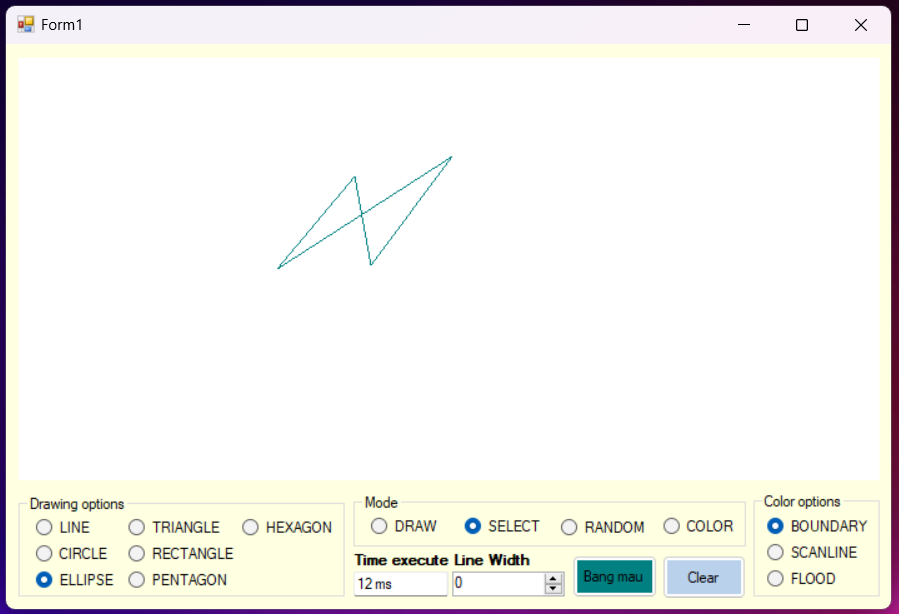 Form1
Drawing options
LINE TRIANGLE HEXAGON
CIRCLE RECTANGLE
ELLIPSE PENTAGON
Mode
DRAW SELECT RANDOM COLOR
Time execute Line Width
12 ms 0 Bang mau Clear
Color options
BOUNDARY
SCANLINE
FLOOD